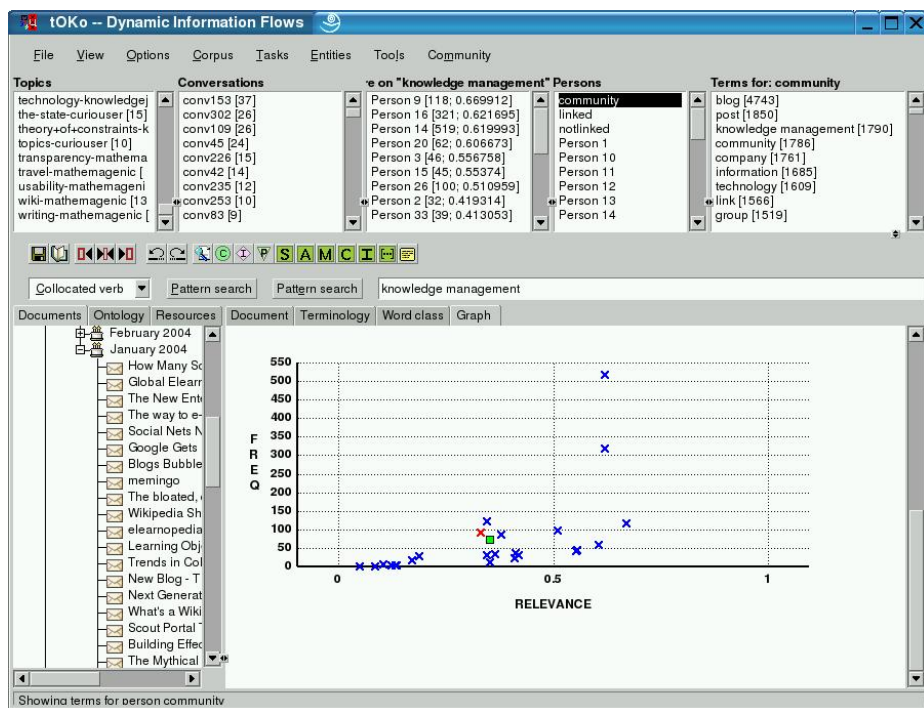 tOKo -- Dynamic Information Flows
File View Options Corpus Tasks Entities Tools Community
Topics
technology-knowledgej
the-state-curiouser [15]
theory+of+constraints-k
topics-curiouser [10]
transparency-mathema
travel-mathemagenic [
usability-mathemageni
wiki-mathemagenic [13
writing-mathemagenic [
Conversations
conv153 [37]
conv302 [26]
conv109 [26]
conv45 [24]
conv226 [15]
conv42 [14]
conv235 [12]
conv253 [10]
conv83 [9]
e on "knowledge management"
Person 9 [118; 0.669912]
Person 16 [321; 0.621695]
Person 14 [519; 0.619993]
Person 20 [62; 0.606673]
Person 3 [46; 0.556758]
Person 15 [45; 0.55374]
Person 26 [100; 0.510959]
Person 2 [32; 0.419314]
Person 33 [39; 0.413053]
Persons
community
linked
notlinked
Person 1
Person 10
Person 11
Person 12
Person 13
Person 14
Terms for: community
blog [4743]
post [1850]
knowledge management [1790]
community [1786]
company [1761]
information [1685]
technology [1609]
link [1566]
group [1519]
C I P S A M C I
Collocated verb Pattern search Pattern search knowledge management
Documents Ontology Resources Document Terminology Word class Graph
February 2004
January 2004
How Many Sc
Global Elearr
The New Ente
The way to e-
Social Nets N
Google Gets
Blogs Bubble
memingo
The bloated,
Wikipedia Sh
elearnopedia
Learning Obj
Trends in Col
New Blog - T
Next Generat
What's a Wiki
Scout Portal T
Building Effec
The Mythical
550
500
450
400
350
300
250
200
150
100
50
0
FREQ
0 0.5 1
RELEVANCE
Showing terms for person community